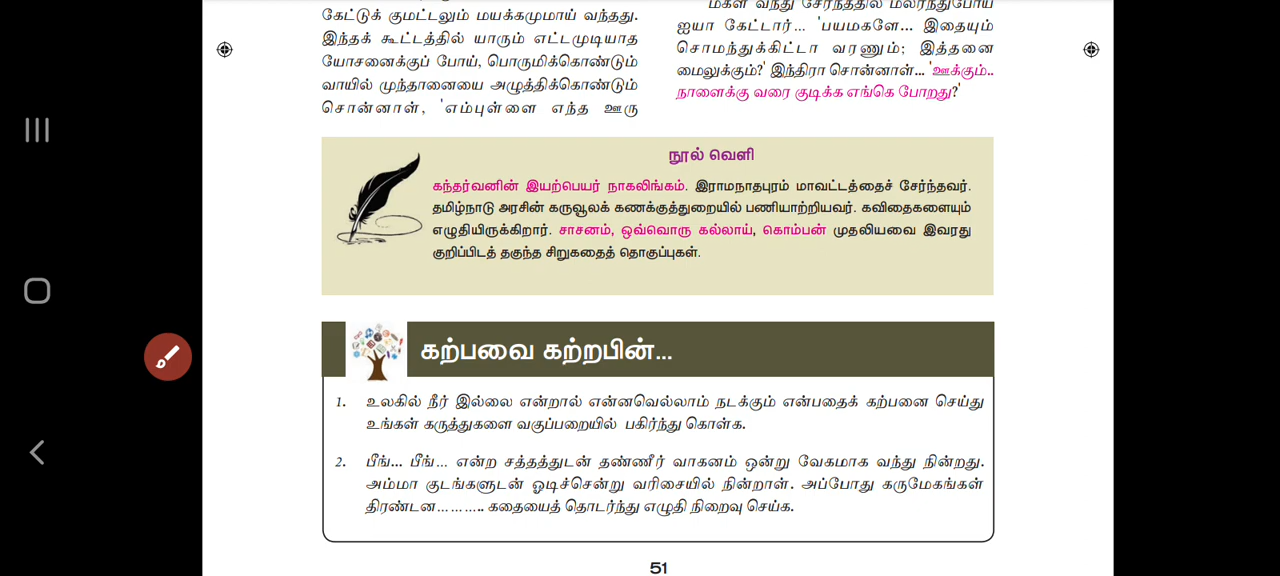 கேட்டுக் குமட்டலும் மயக்கமுமாய் வந்தது.
இந்தக் கூட்டத்தில் யாரும் எட்டமுடியாத
யோசனைக்குப் போய், பொருமிக்கொண்டும்
வாயில் முந்தானையை அழுத்திக்கொண்டும்
சொன்னாள், 'எம்புள்ளை எந்த ஊரு
மகள் வந்து சேர்ந்ததில் மலர்ந்துபோய்
ஐயா கேட்டார்... 'பயமகளே... இதையும்
சொமந்துக்கிட்டா வரணும்; இத்தனை
மைலுக்கும்?' இந்திரா சொன்னாள்... 'ஊக்கும்..
நாளைக்கு வரை குடிக்க எங்கெ போறது?'
நூல் வெளி
கந்தர்வனின் இயற்பெயர் நாகலிங்கம். இராமநாதபுரம் மாவட்டத்தைச் சேர்ந்தவர்.
தமிழ்நாடு அரசின் கருவூலக் கணக்குத்துறையில் பணியாற்றியவர். கவிதைகளையும்
எழுதியிருக்கிறார். சாசனம், ஒவ்வொரு கல்லாய், கொம்பன் முதலியவை இவரது
குறிப்பிடத் தகுந்த சிறுகதைத் தொகுப்புகள்.
கற்பவை கற்றபின்...
1. உலகில் நீர் இல்லை என்றால் என்னவெல்லாம் நடக்கும் என்பதைக் கற்பனை செய்து
உங்கள் கருத்துகளை வகுப்பறையில் பகிர்ந்து கொள்க.
2. பீங்... பீங்... என்ற சத்தத்துடன் தண்ணீர் வாகனம் ஒன்று வேகமாக வந்து நின்றது.
அம்மா குடங்களுடன் ஓடிச்சென்று வரிசையில் நின்றாள். அப்போது கருமேகங்கள்
திரண்டன........... கதையைத் தொடர்ந்து எழுதி நிறைவு செய்க.
51